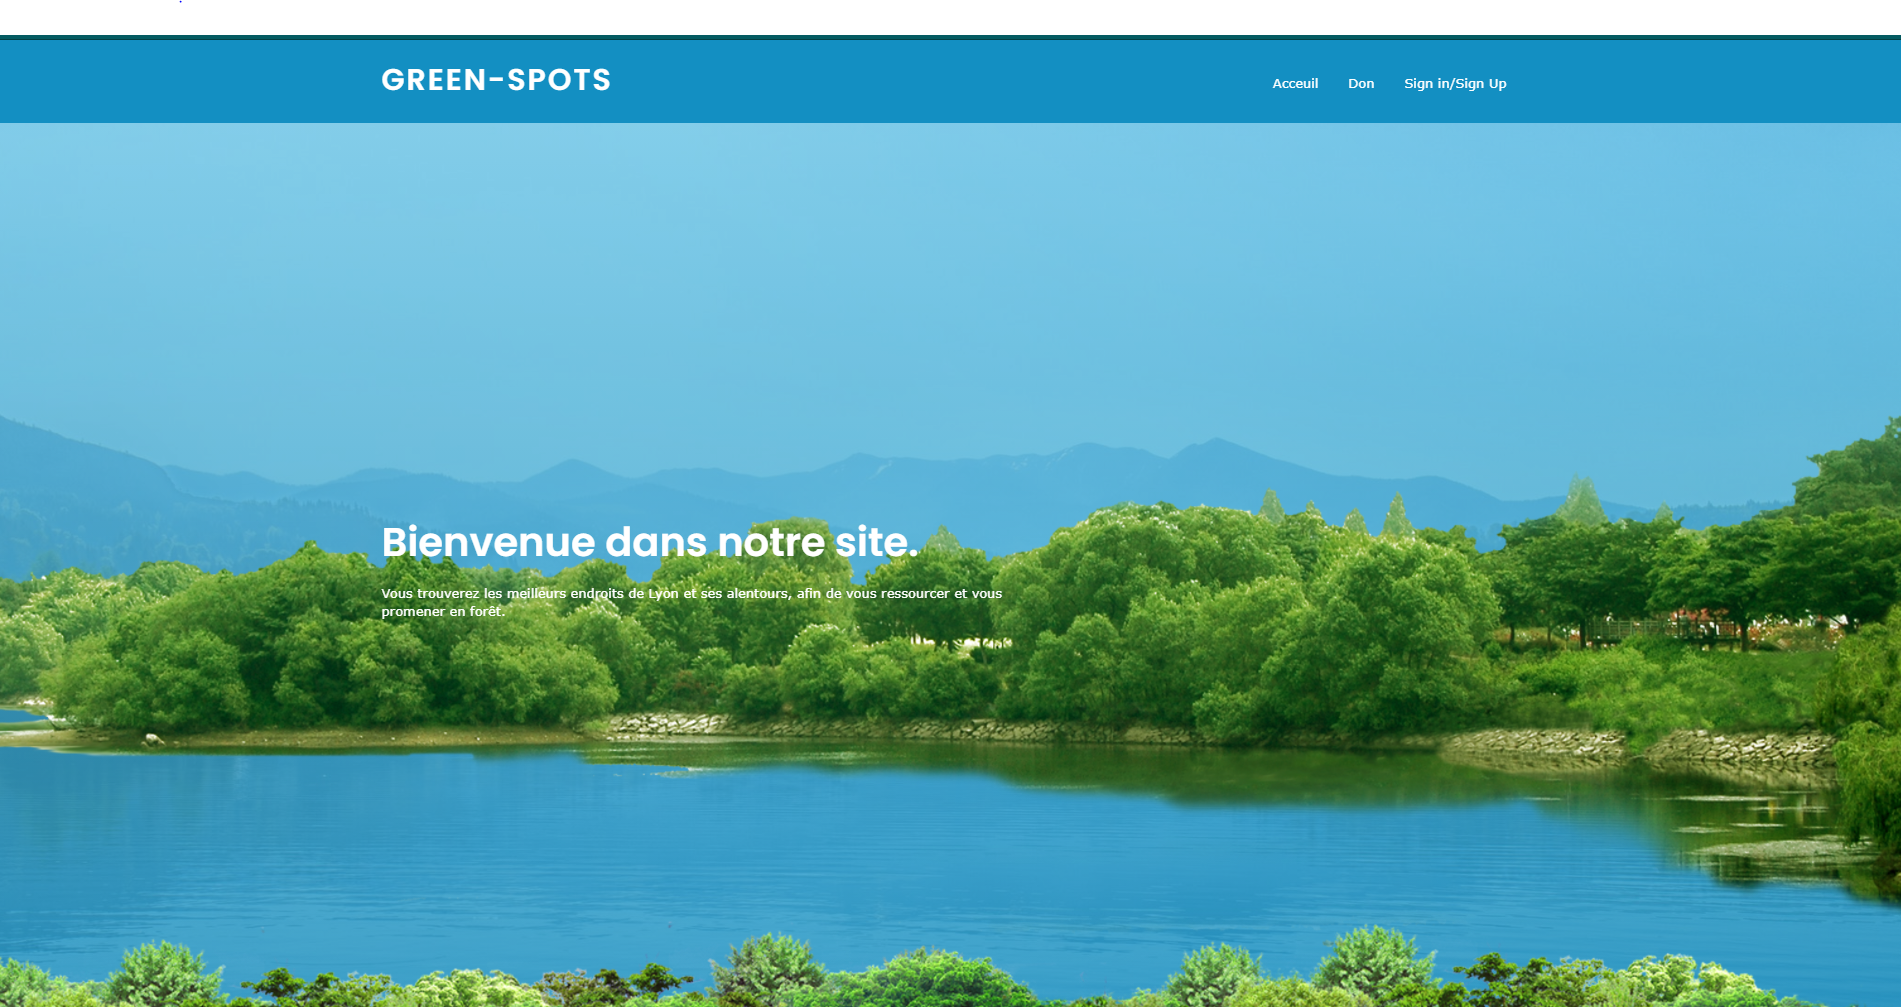 GREEN-SPOTS
Acceuil Don Sign in/Sign Up
Bienvenue dans notre site.
Vous trouverez les meilleurs endroits de Lyon et ses alentours, afin de vous ressourcer et vous
promener en forêt.